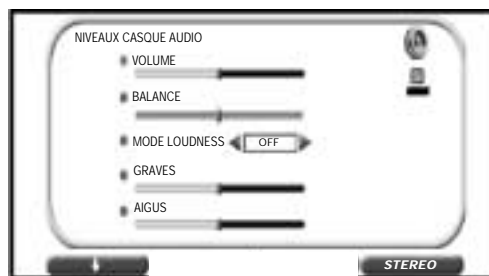 NIVEAUX CASQUE AUDIO
VOLUME
BALANCE
MODE LOUDNESS OFF
GRAVES
AIGUS
STEREO